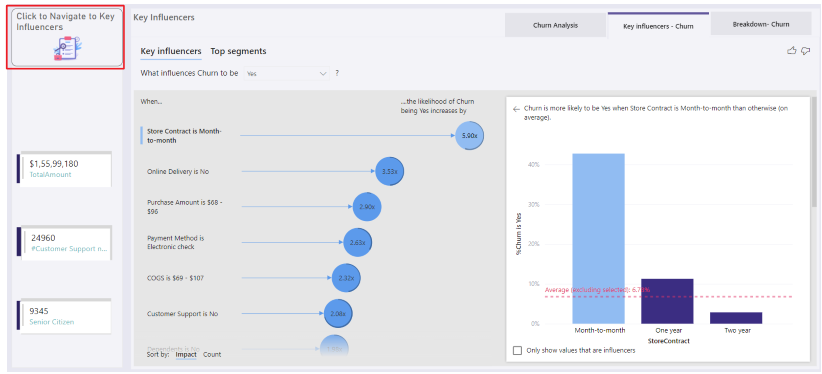 Click to Navigate to Key
Influencers
$1,55,99,180
TotalAmount
24960
#Customer Support n...
9345
Senior Citizen
Key Influencers
Churn Analysis
Key influencers - Churn
Breakdown- Churn
Key influencers
Top segments
What influences Churn to be
Yes
?
When...
....the likelihood of Churn
being Yes increases by
Store Contract is Month-
to-month
5.90x
Online Delivery is No
3.53x
Purchase Amount is $68 -
$96
2.90x
Payment Method is
Electronic check
2.63x
COGS is $69 - $107
2.32x
Customer Support is No
2.08x
Dependents is No
Sort by:
Impact
Count
Churn is more likely to be Yes when Store Contract is Month-to-month than otherwise (on
average).
%Churn is Yes
40%
30%
20%
10%
0%
Average (excluding selected):
Month-to-month
One year
Two year
StoreContract
Only show values that are influencers